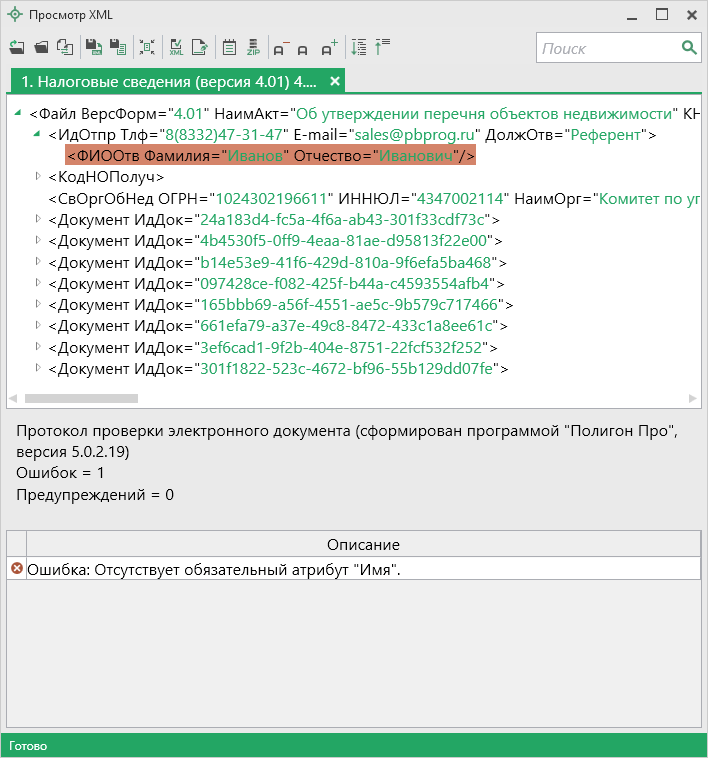 Просмотр XML
XML ZIP A A A
Поиск
1. Налоговые сведения (версия 4.01) 4....
<Файл ВерсФорм="4.01" НаимАкт="Об утверждении перечня объектов недвижимости" КН
<ИдОтпр Тлф="8(8332)47-31-47" E-mail="sales@pbprog.ru" ДолжОтв="Референт">
<ФИООтв Фамилия="Иванов" Отчество="Иванович"/>
<КодНОПолуч>
<СвОргОбНед ОГРН="1024302196611" ИННЮЛ="4347002114" НаимОрг="Комитет по уп
<Документ ИдДок="24a183d4-fc5a-4f6a-ab43-301f33cdf73c">
<Документ ИдДок="4b4530f5-0ff9-4eaa-81ae-d95813f22e00">
<Документ ИдДок="b14e53e9-41f6-429d-810a-9f6efa5ba468">
<Документ ИдДок="097428ce-f082-425f-b44a-c4593554afb4">
<Документ ИдДок="165bbb69-a56f-4551-ae5c-9b579c717466">
<Документ ИдДок="661efa79-a37e-49c8-8472-433c1a8ee61c">
<Документ ИдДок="3ef6cad1-9f2b-404e-8751-22fcf532f252">
<Документ ИдДок="301f1822-523c-4672-bf96-55b129dd07fe">
Протокол проверки электронного документа (сформирован программой "Полигон Про",
версия 5.0.2.19)
Ошибок = 1
Предупреждений = 0
Описание
Ошибка: Отсутствует обязательный атрибут "Имя".
Готово